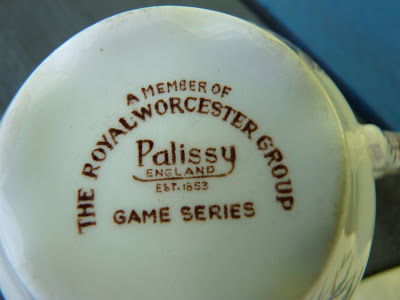 A MEMBER OF
THE ROYAL WORCESTER GROUP
Palissy
ENGLAND
EST. 1853
GAME SERIES